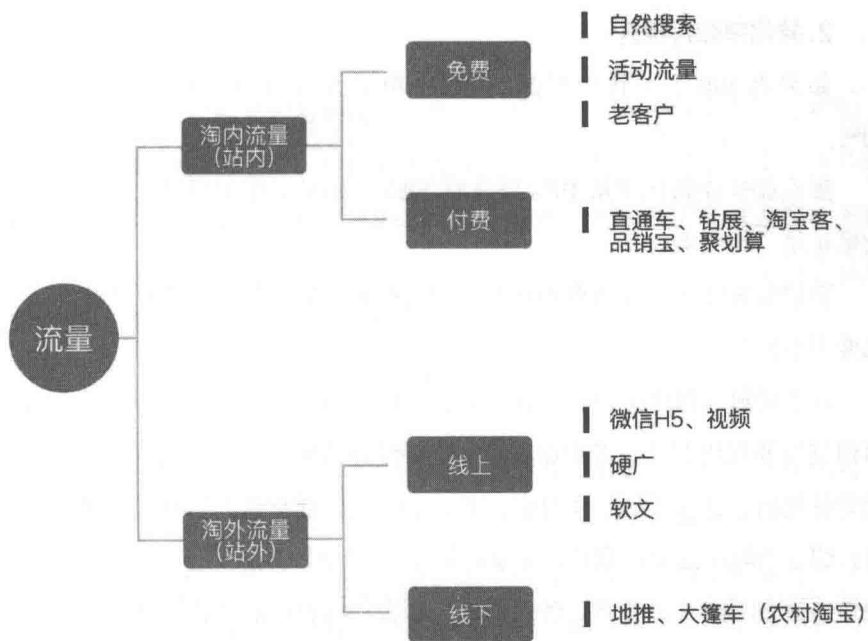 自然搜索
免费
活动流量
老客户
淘内流量
(站内)
付费
直通车、钻展、淘宝客、
品销宝、聚划算
流量
微信H5、视频
线上
硬广
软文
淘外流量
(站外)
线下
地推、大篷车（农村淘宝）